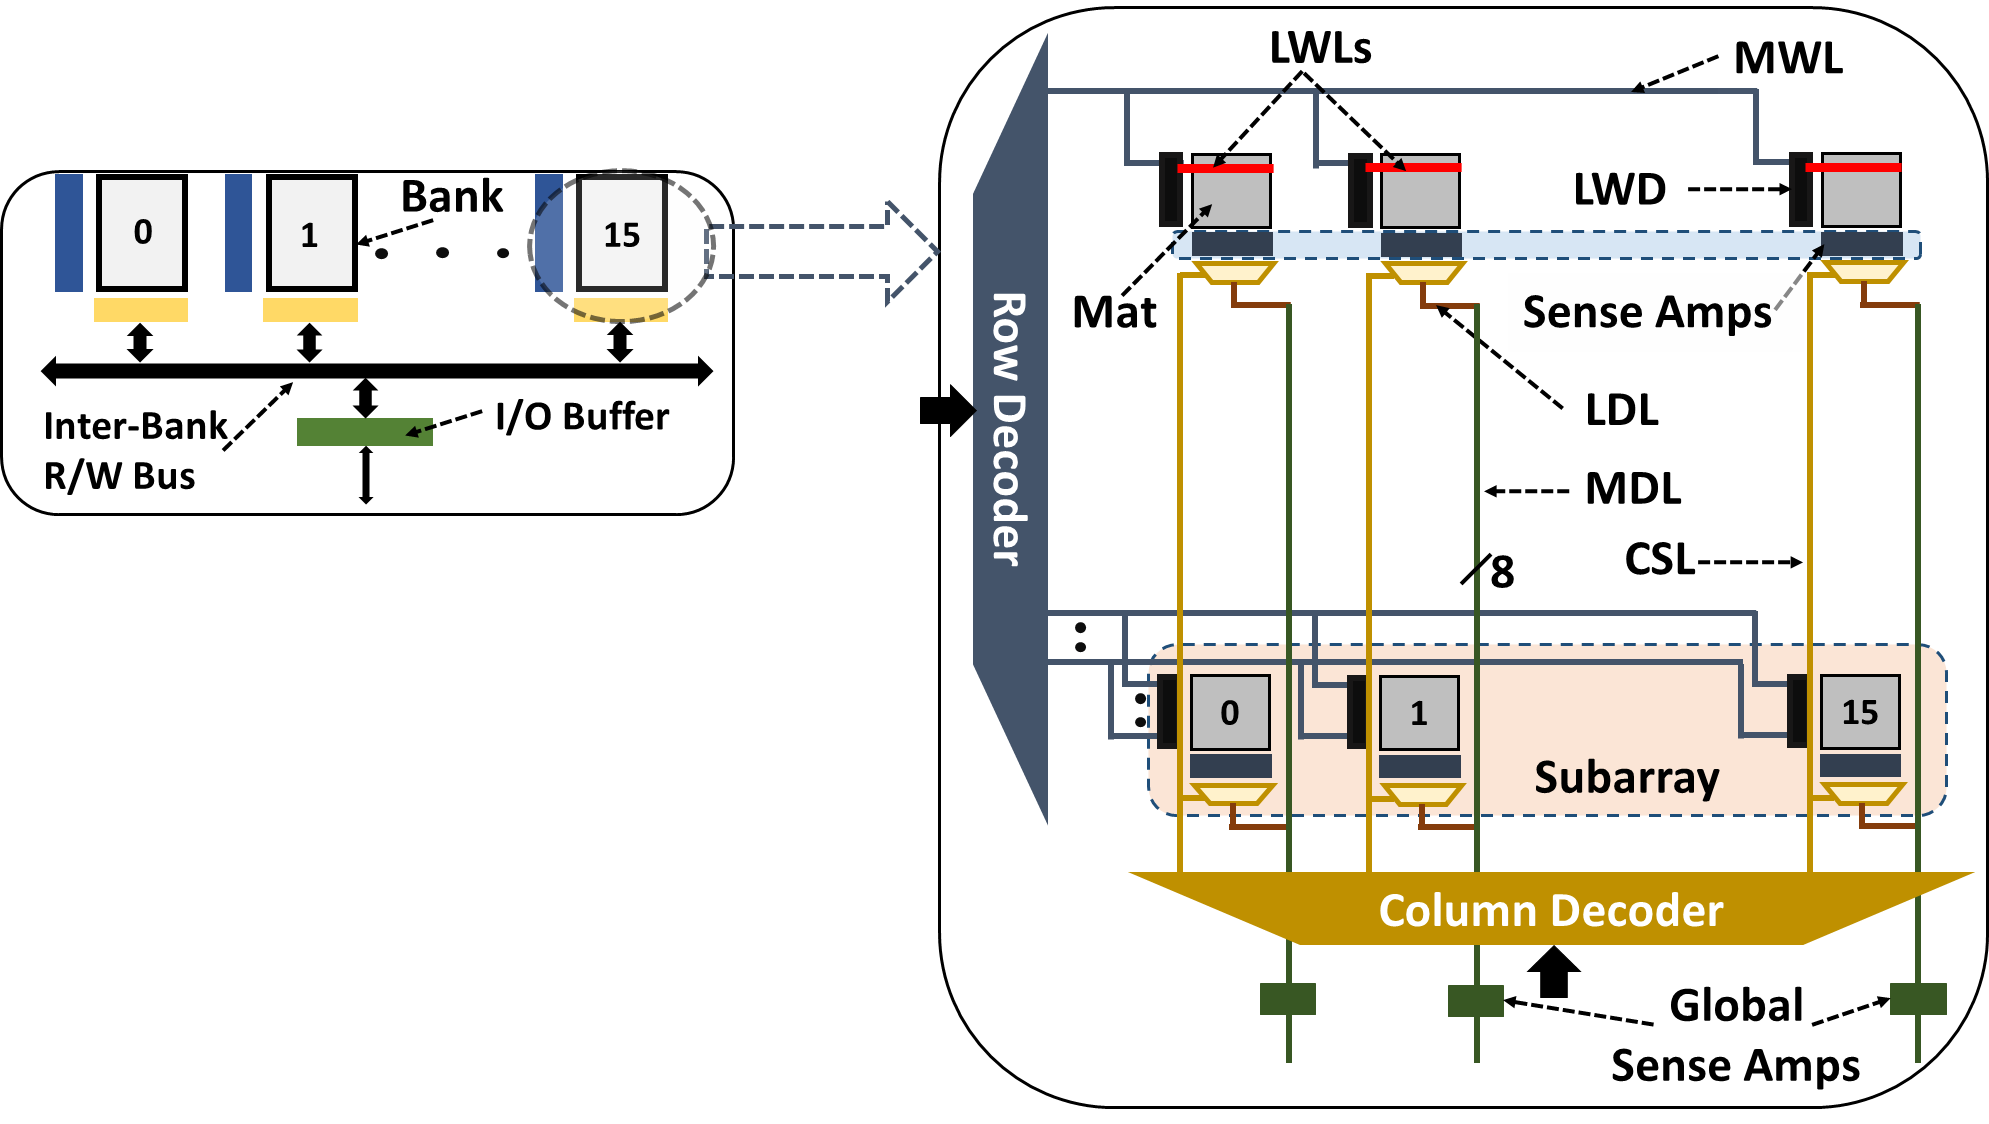 0
1
Bank
15
Inter-Bank
R/W Bus
I/O Buffer
LWLs
MWL
LWD
Mat
Sense Amps
Row Decoder
LDL
MDL
8
CSL
0
1
15
Subarray
Column Decoder
Global
Sense Amps